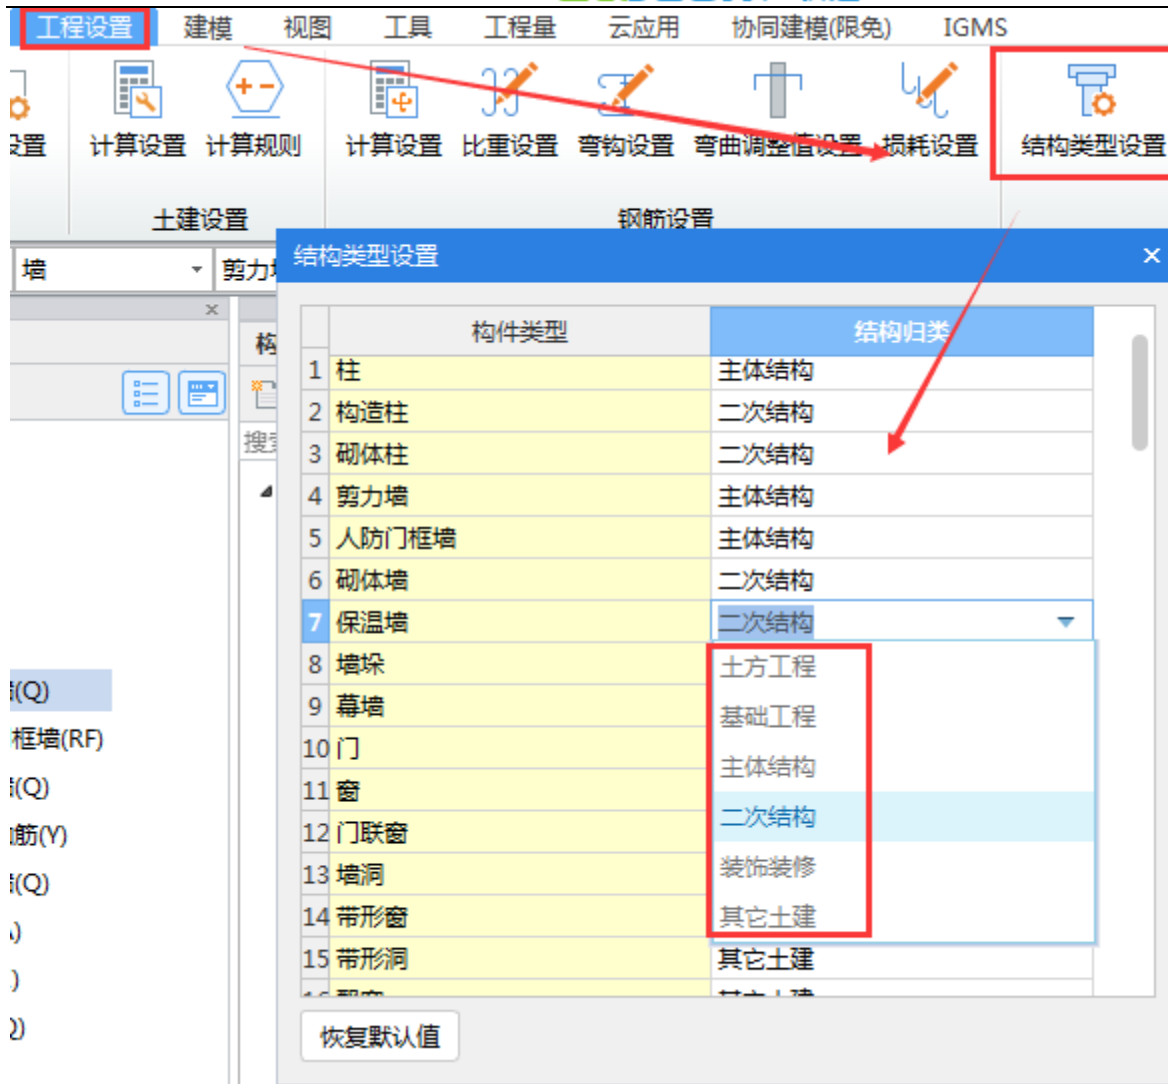 工程设置 建模 视图 工具 工程量 云应用 协同建模(限免) IGMS
设置 计算设置 计算规则 计算设置 比重设置 弯钩设置 弯曲调整值设置 损耗设置 结构类型设置
土建设置 钢筋设置
墙 剪力
结构类型设置 ×
构
搜
(Q)
框墙(RF)
(Q)
筋(Y)
(Q)
)
)
)
构件类型 结构归类
1 柱 主体结构
2 构造柱 二次结构
3 砌体柱 二次结构
4 剪力墙 主体结构
5 人防门框墙 主体结构
6 砌体墙 二次结构
7 保温墙 二次结构
8 墙垛
9 幕墙
10 门
11 窗
12 门联窗
13 墙洞
14 带形窗
15 带形洞 其它土建
土方工程
基础工程
主体结构
二次结构
装饰装修
其它土建
恢复默认值